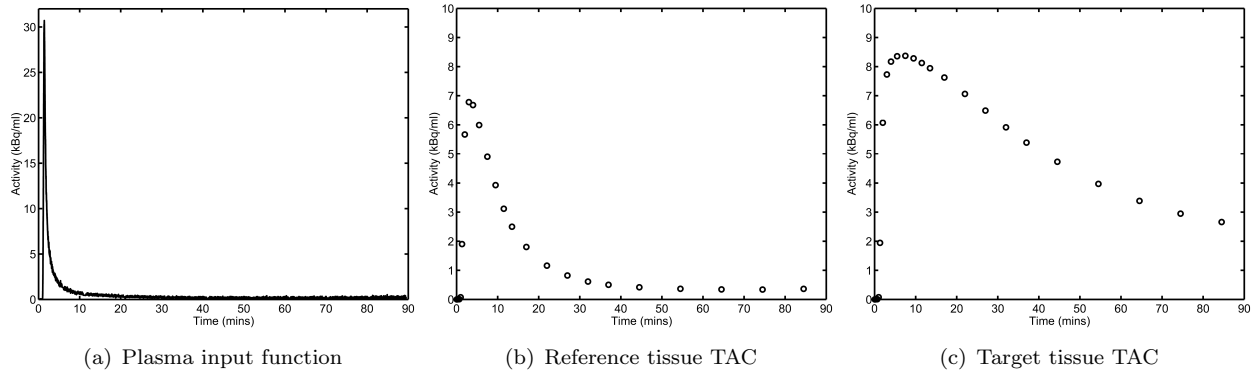 30
25
20
15
10
5
0
Activity (kBq/ml)
0 10 20 30 40 50 60 70 80 90
Time (mins)
(a) Plasma input function
10
9
8
7
6
5
4
3
2
1
0
Activity (kBq/ml)
0 10 20 30 40 50 60 70 80 90
Time (mins)
(b) Reference tissue TAC
10
9
8
7
6
5
4
3
2
1
0
Activity (kBq/ml)
0 10 20 30 40 50 60 70 80 90
Time (mins)
(c) Target tissue TAC